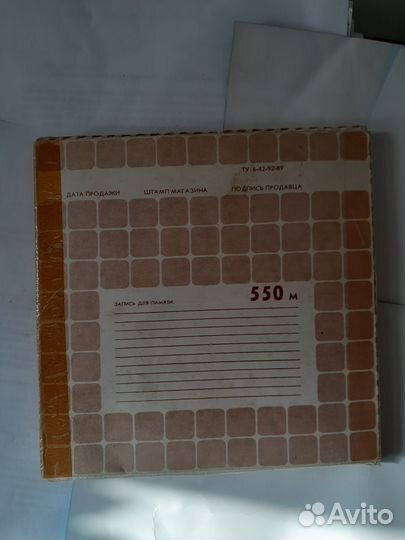 ТУ 6-42-92-89
ДАТА ПРОДАЖИ ШТАМП МАГАЗИНА ПОДПИСЬ ПРОДАВЦА
550 м
ЗАПИСЬ ДЛЯ ПАМЯТИ:
Avito